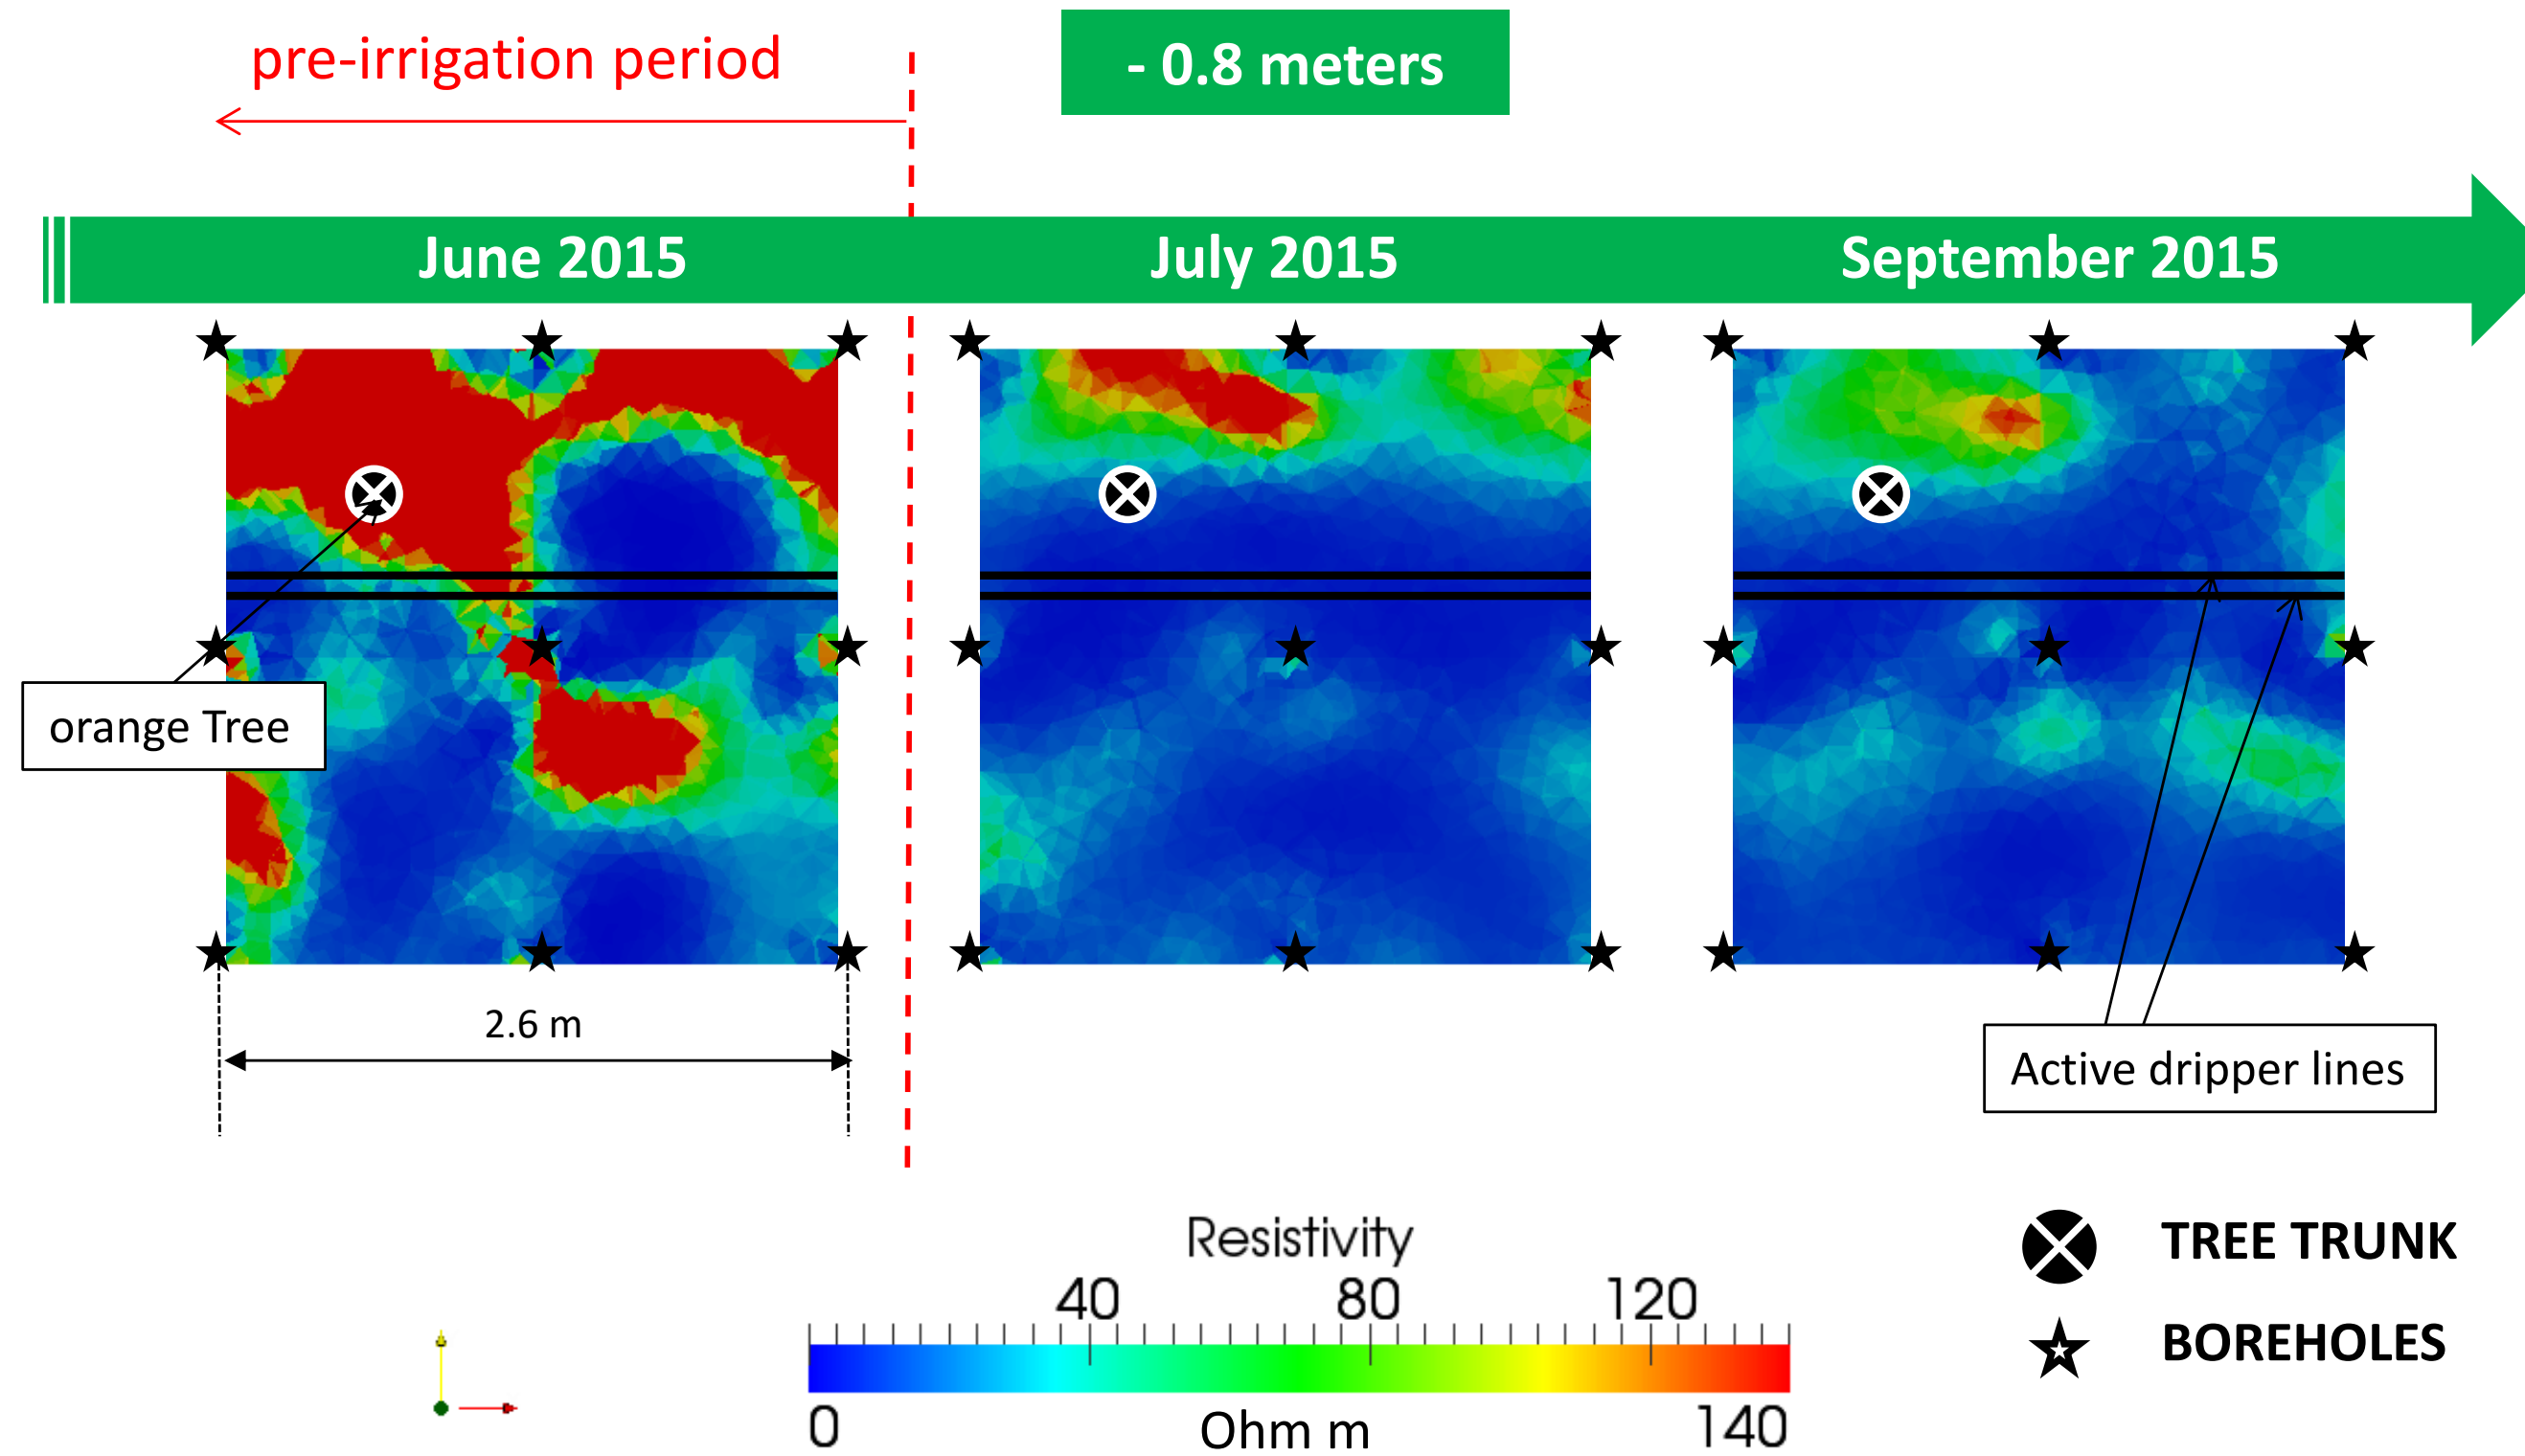 pre-irrigation period
- 0.8 meters
June 2015
July 2015
September 2015
orange Tree
2.6 m
Active dripper lines
Resistivity
40 80 120
0 Ohm m 140
TREE TRUNK
BOREHOLES